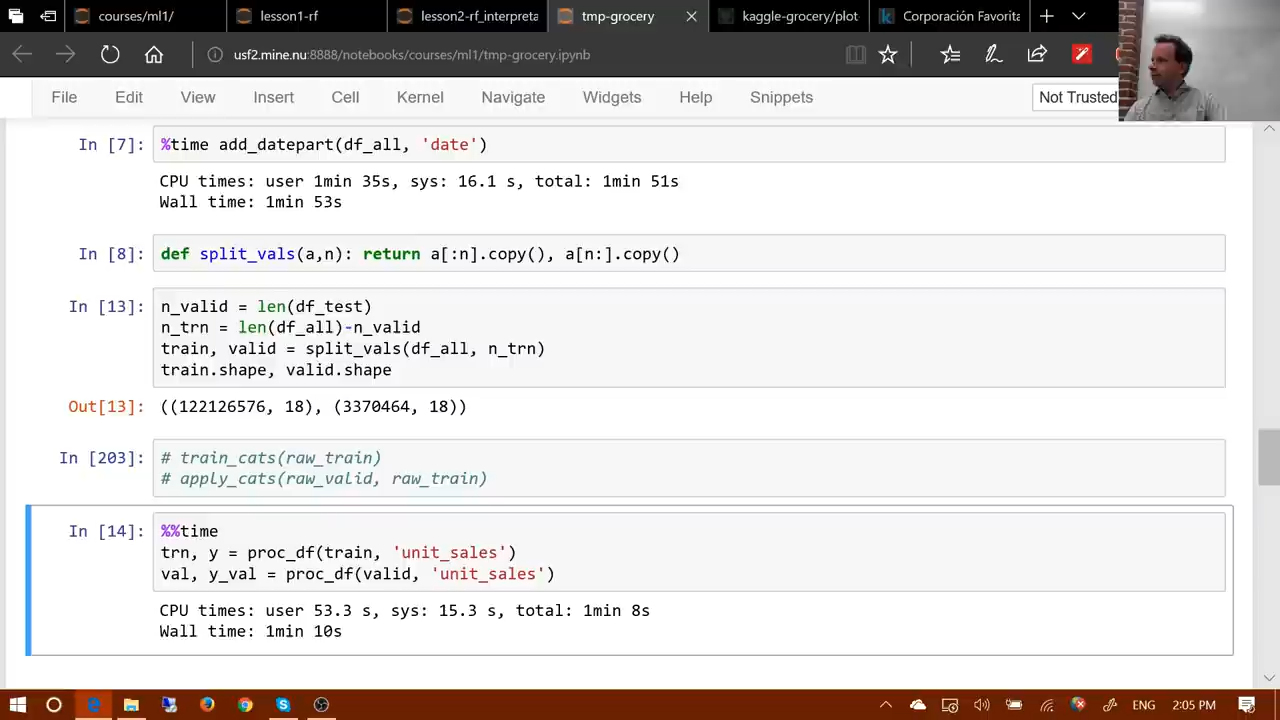 courses/ml1/
lesson1-rf
lesson2-rf_interpreta
tmp-grocery
kaggle-grocery/plot
Corporación Favorita
usf2.mine.nu:8888/notebooks/courses/ml1/tmp-grocery.ipynb
File Edit View Insert Cell Kernel Navigate Widgets Help Snippets Not Trusted
In [7]: %time add_datepart(df_all, 'date')
CPU times: user 1min 35s, sys: 16.1 s, total: 1min 51s
Wall time: 1min 53s
In [8]: def split_vals(a,n): return a[:n].copy(), a[n:].copy()
In [13]: n_valid = len(df_test)
n_trn = len(df_all)-n_valid
train, valid = split_vals(df_all, n_trn)
train.shape, valid.shape
Out[13]: ((122126576, 18), (3370464, 18))
In [203]: # train_cats(raw_train)
# apply_cats(raw_valid, raw_train)
In [14]: %%time
trn, y = proc_df(train, 'unit_sales')
val, y_val = proc_df(valid, 'unit_sales')
CPU times: user 53.3 s, sys: 15.3 s, total: 1min 8s
Wall time: 1min 10s
ENG 2:05 PM